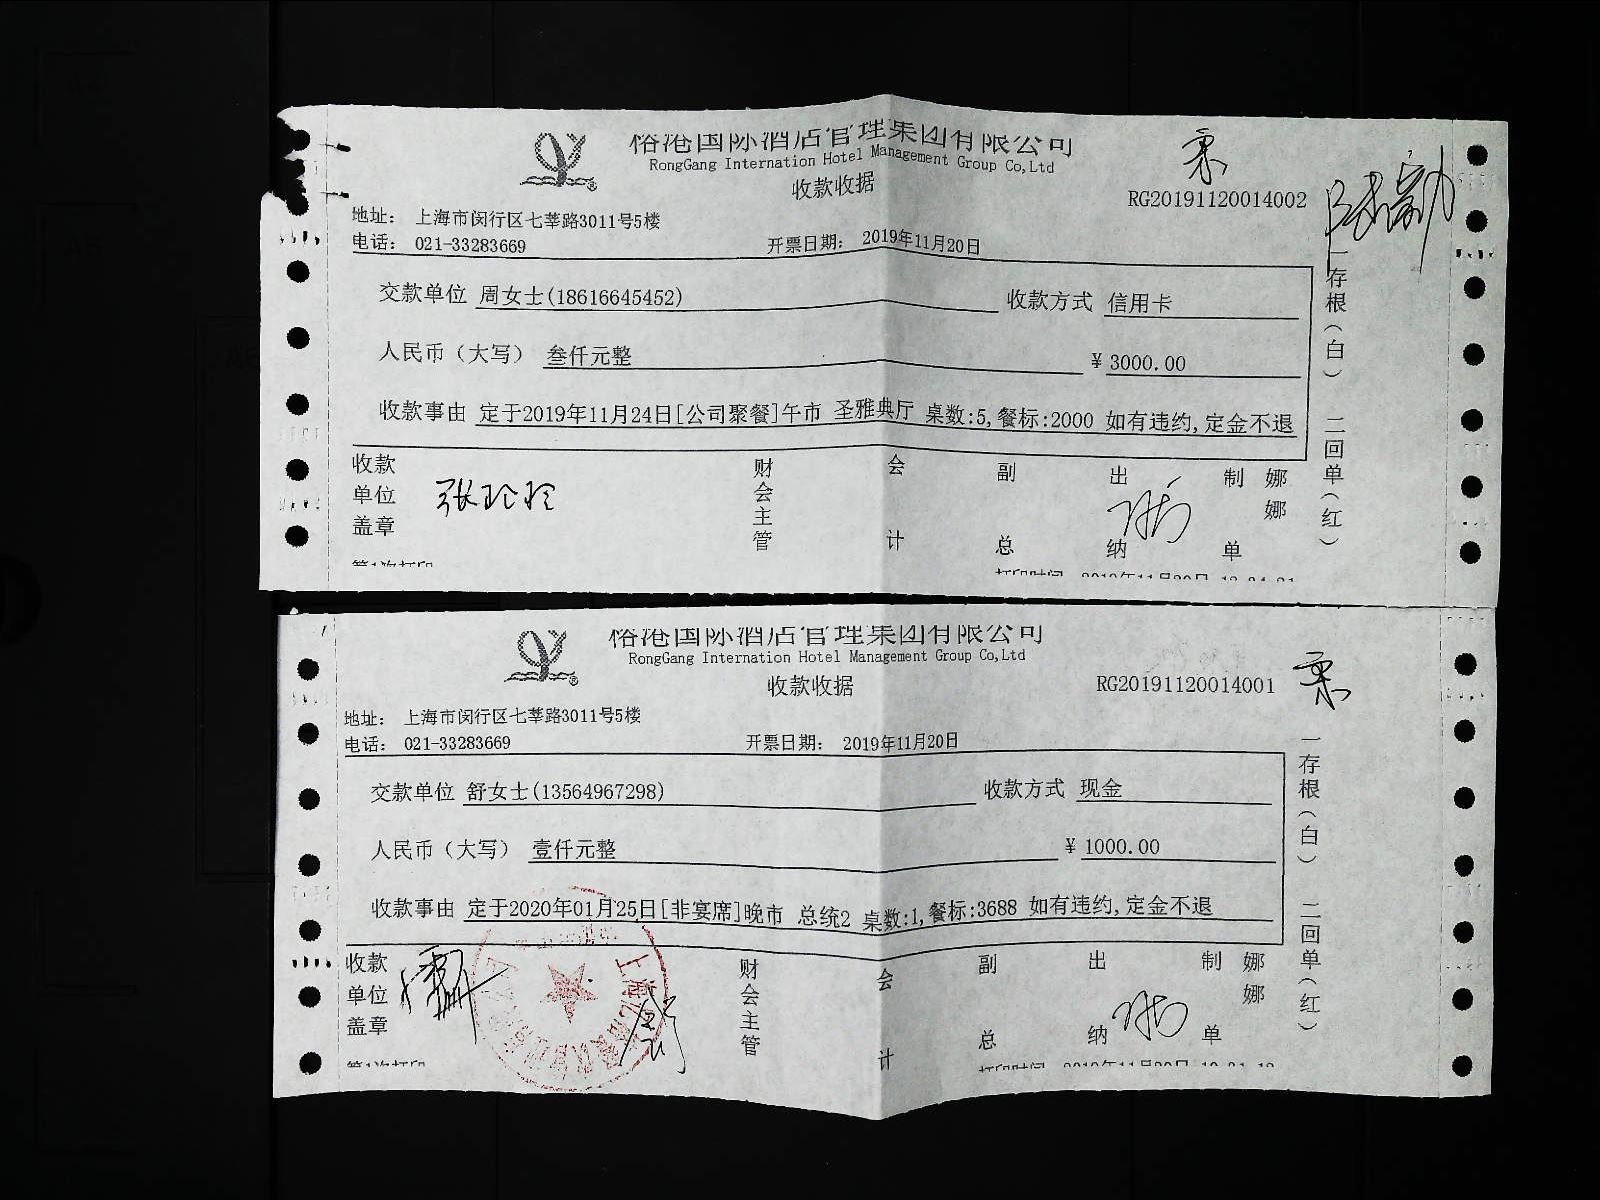 榕港国际酒店管理集团有限公司
RongGang Internation Hotel Management Group Co,Ltd
收款收据
RG20191120014002
地址： 上海市闵行区七莘路3011号5楼
电话： 021-33283669 开票日期： 2019年11月20日
交款单位 周女士(18616645452) 收款方式 信用卡
人民币（大写） 叁仟元整 ¥ 3000.00
收款事由 定于2019年11月24日[公司聚餐]午市 圣雅典厅 桌数:5,餐标:2000 如有违约,定金不退
收款单位盖章 张玲玲 财会主管 会计 副总 出纳 制单 娜娜
一存根（白） 二回单（红）
第1次打印
榕港国际酒店管理集团有限公司
RongGang Internation Hotel Management Group Co,Ltd
收款收据
RG20191120014001
地址： 上海市闵行区七莘路3011号5楼
电话： 021-33283669 开票日期： 2019年11月20日
交款单位 舒女士(13564967298) 收款方式 现金
人民币（大写） 壹仟元整 ¥ 1000.00
收款事由 定于2020年01月25日[非宴席]晚市 总统2 桌数:1,餐标:3688 如有违约,定金不退
收款单位盖章 财会主管 会计 副总 出纳 制单 娜娜
一存根（白） 二回单（红）
第1次打印